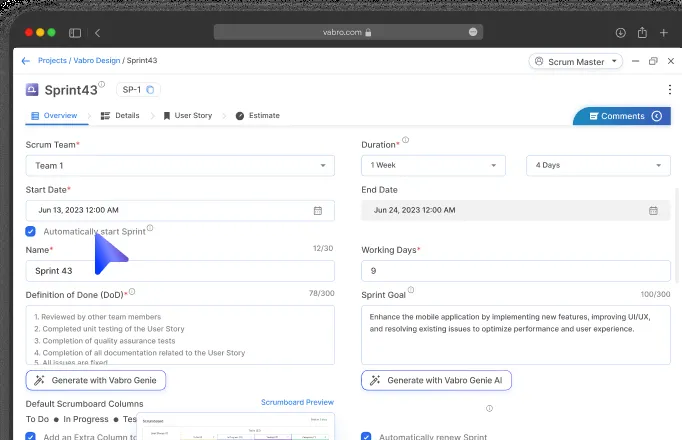 vabro.com
Projects / Vabro Design / Sprint43
Scrum Master
Sprint43
SP-1
Overview
Details
User Story
Estimate
Comments
Scrum Team*
Duration*
Team 1
1 Week
4 Days
Start Date*
End Date
Jun 13, 2023 12:00 AM
Jun 24, 2023 12:00 AM
Automatically start Sprint
Name*
12/30
Working Days*
Sprint 43
9
Definition of Done (DoD)*
78/300
Sprint Goal
100/300
1. Reviewed by other team members
2. Completed unit testing of the User Story
3. Completion of quality assurance tests
4. Completion of all documentation related to the User Story
5. All issues are fixed
Enhance the mobile application by implementing new features, improving UI/UX,
and resolving existing issues to optimize performance and user experience.
Generate with Vabro Genie
Generate with Vabro Genie AI
Default Scrumboard Columns
Scrumboard Preview
To Do • In Progress • Tes
Scrumboard
Add an Extra Column to
Automatically renew Sprint